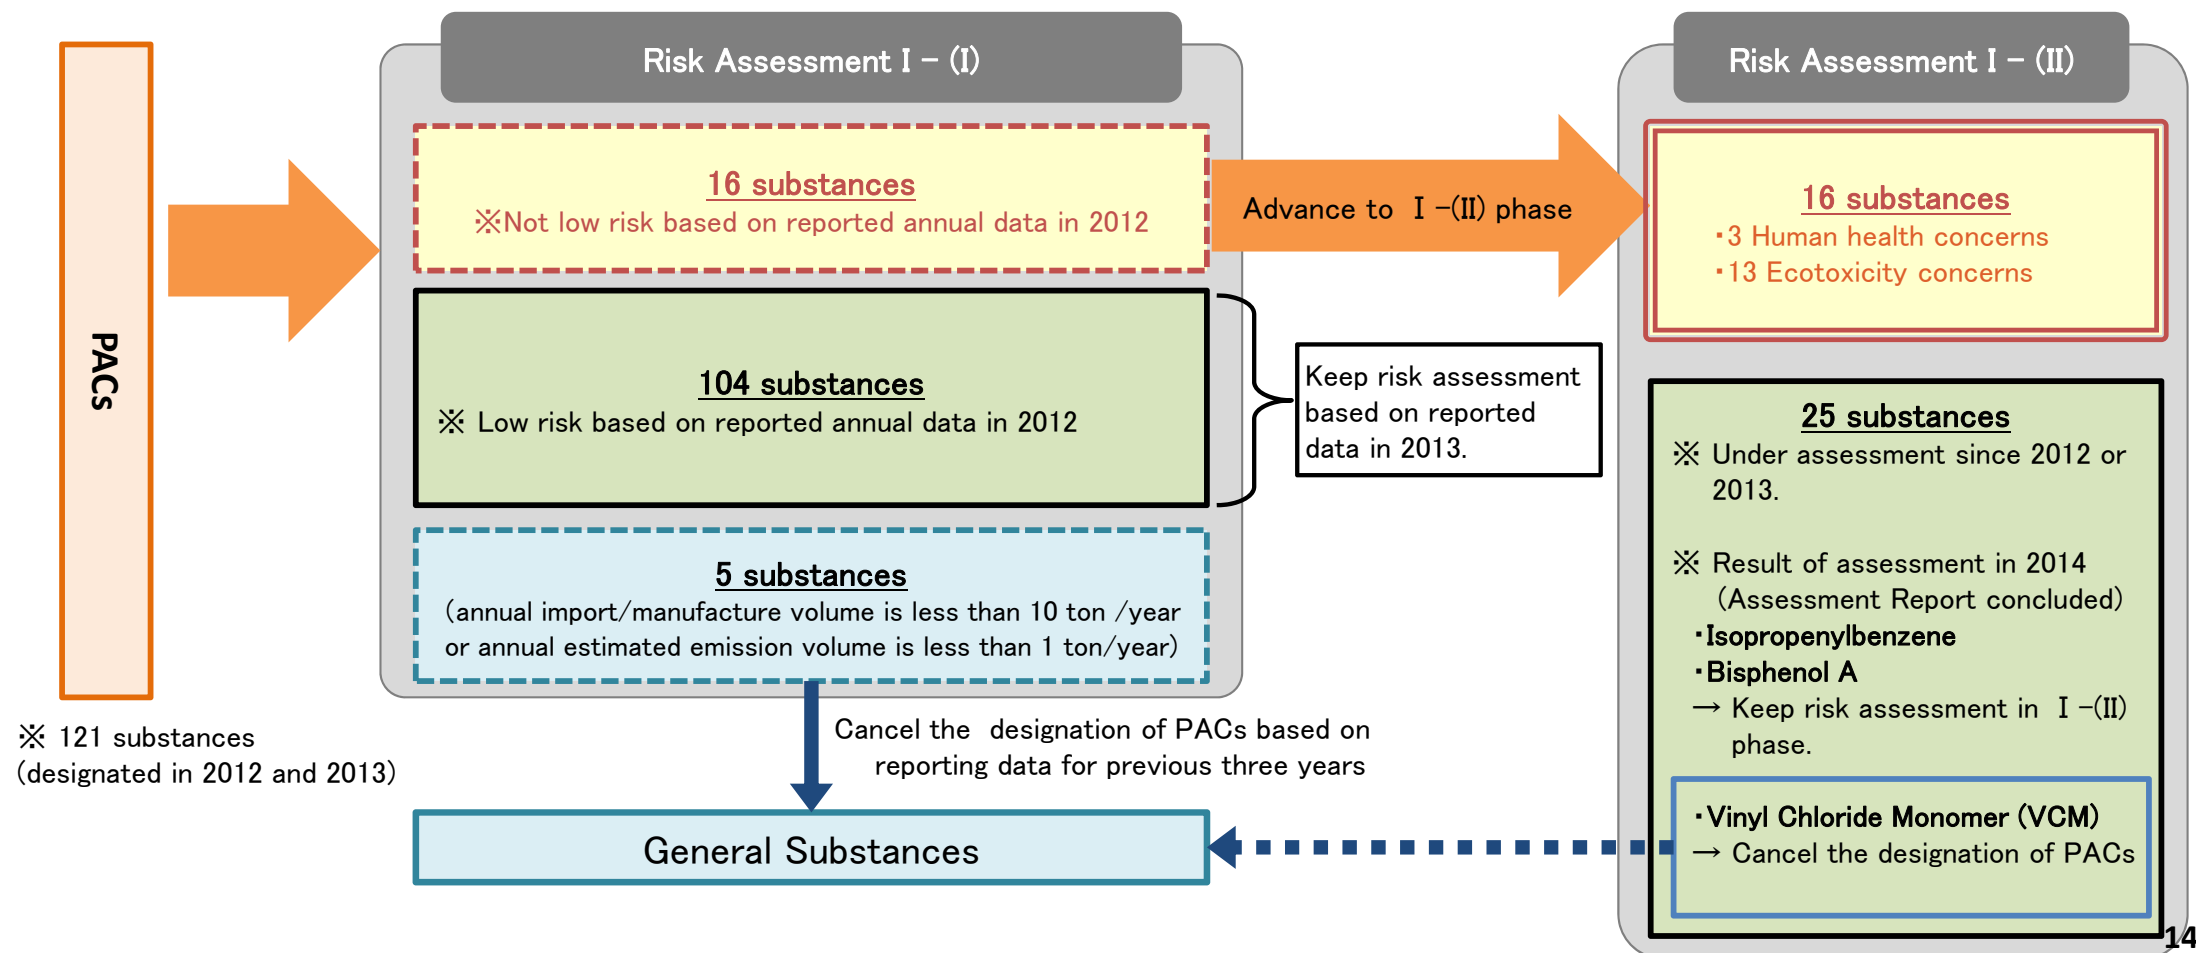 PACs
※ 121 substances
(designated in 2012 and 2013)
Risk Assessment Ⅰ - (Ⅰ)
16 substances
※Not low risk based on reported annual data in 2012
104 substances
※ Low risk based on reported annual data in 2012
5 substances
(annual import/manufacture volume is less than 10 ton /year
or annual estimated emission volume is less than 1 ton/year)
Advance to Ⅰ-(Ⅱ) phase
Keep risk assessment
based on reported
data in 2013.
Cancel the designation of PACs based on
reporting data for previous three years
General Substances
Risk Assessment Ⅰ - (Ⅱ)
16 substances
・3 Human health concerns
・13 Ecotoxicity concerns
25 substances
※ Under assessment since 2012 or
2013.
※ Result of assessment in 2014
(Assessment Report concluded)
・Isopropenylbenzene
・Bisphenol A
→ Keep risk assessment in Ⅰ-(Ⅱ)
phase.
・Vinyl Chloride Monomer (VCM)
→ Cancel the designation of PACs
14